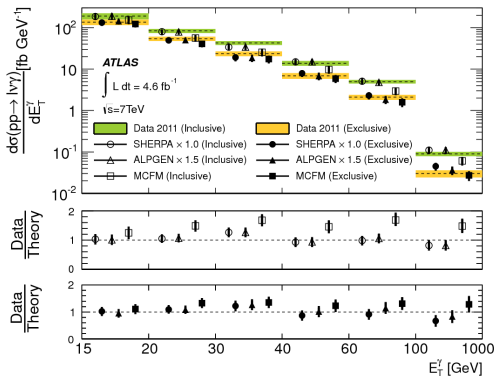 dσ(pp→ lνγ)/dE_T^γ [fb GeV⁻¹]
10²
10
1
10⁻¹
10⁻²
ATLAS
∫ L dt = 4.6 fb⁻¹
√s=7TeV
Data 2011 (Inclusive) Data 2011 (Exclusive)
SHERPA × 1.0 (Inclusive) SHERPA × 1.0 (Exclusive)
ALPGEN × 1.5 (Inclusive) ALPGEN × 1.5 (Exclusive)
MCFM (Inclusive) MCFM (Exclusive)
Data
Theory
2
1
0
Data
Theory
2
1
0
15 20 30 40 60 100 1000
E_T^γ [GeV]